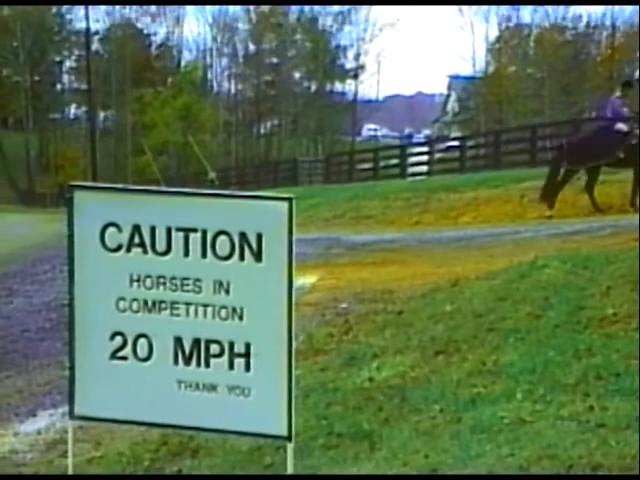 CAUTION
HORSES IN
COMPETITION
20 MPH
THANK YOU